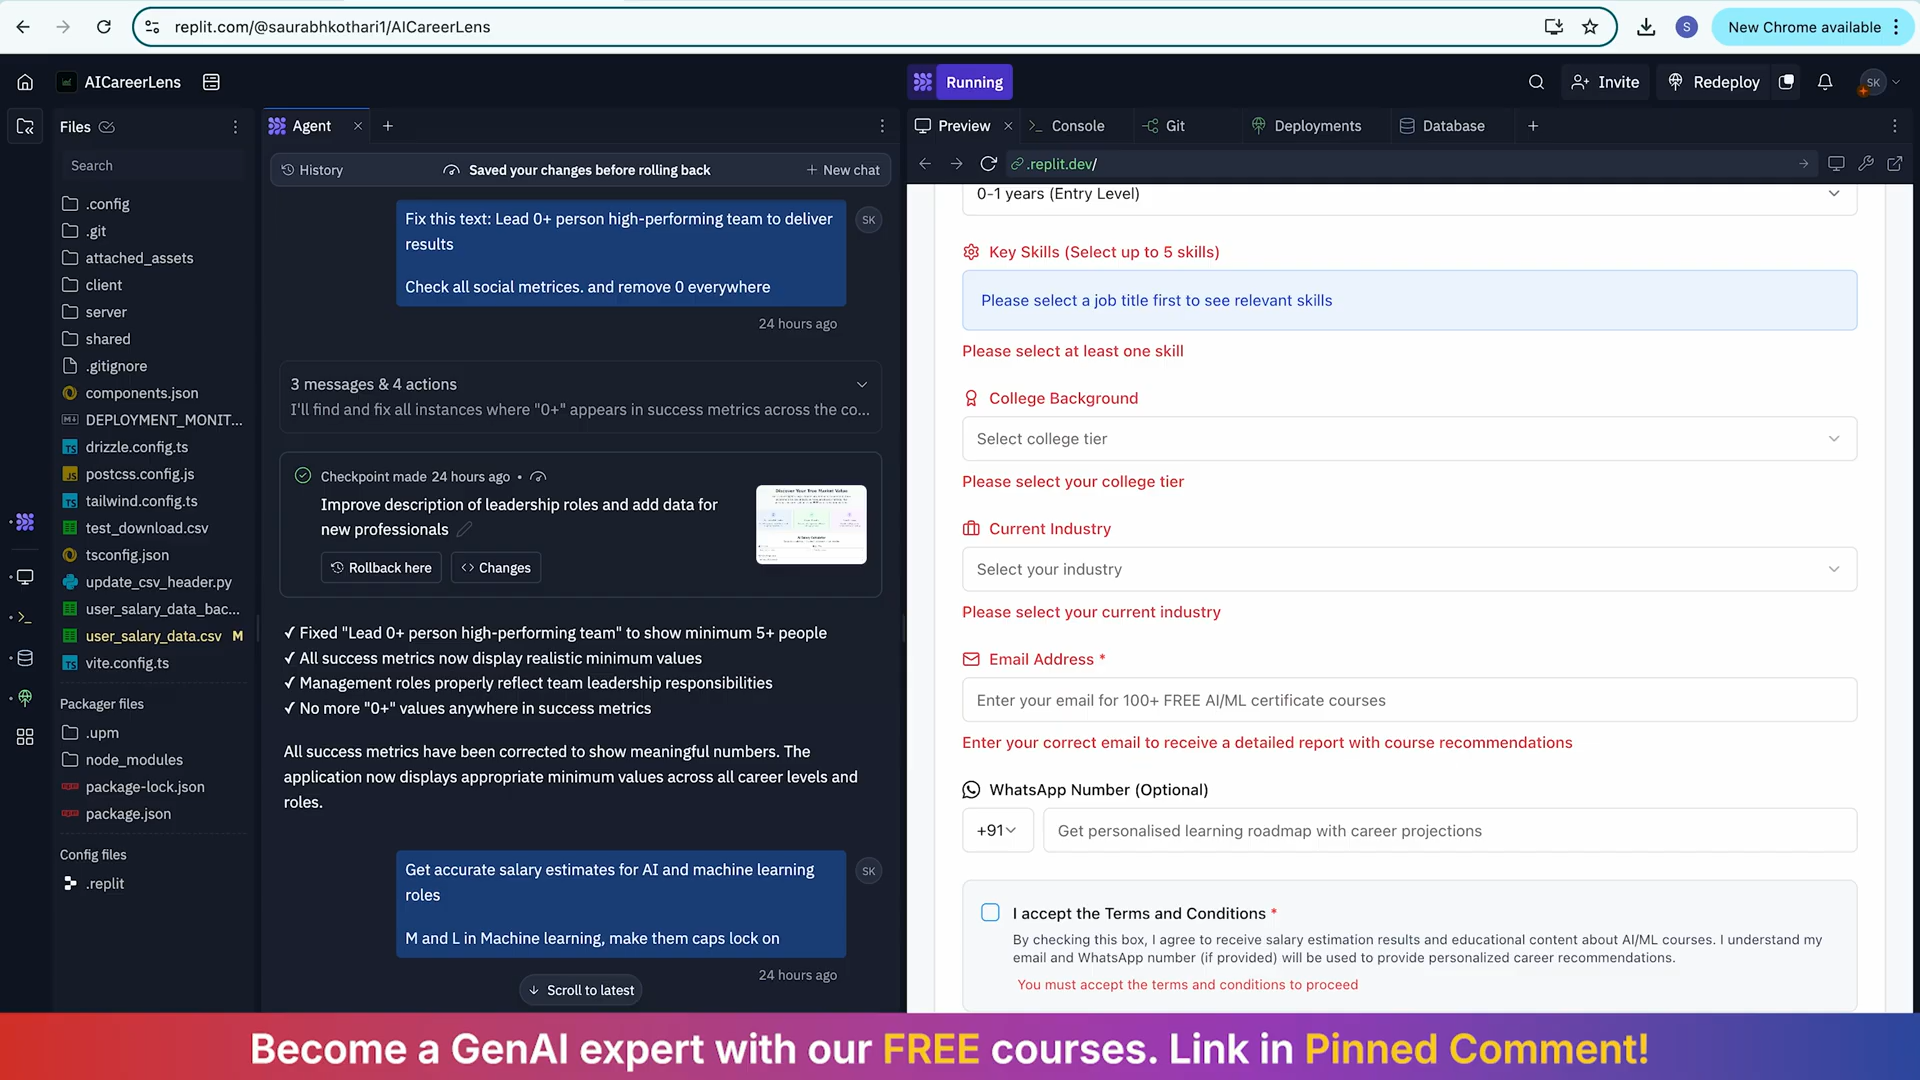 replit.com/@saurabhkothari1/AICareerLens
S
New Chrome available
AICareerLens
Running
Invite
Redeploy
SK
Files
Agent
Preview
Console
Git
Deployments
Database
Search
History
Saved your changes before rolling back
New chat
.replit.dev/
.config
.git
attached_assets
client
server
shared
.gitignore
components.json
DEPLOYMENT_MONIT...
drizzle.config.ts
postcss.config.js
tailwind.config.ts
test_download.csv
tsconfig.json
update_csv_header.py
user_salary_data_bac...
user_salary_data.csv M
vite.config.ts
Packager files
.upm
node_modules
package-lock.json
package.json
Config files
.replit
Fix this text: Lead 0+ person high-performing team to deliver
results
Check all social metrices. and remove 0 everywhere
SK
24 hours ago
3 messages & 4 actions
I'll find and fix all instances where "0+" appears in success metrics across the co...
Checkpoint made 24 hours ago •
Improve description of leadership roles and add data for
new professionals
Rollback here
Changes
✓ Fixed "Lead 0+ person high-performing team" to show minimum 5+ people
✓ All success metrics now display realistic minimum values
✓ Management roles properly reflect team leadership responsibilities
✓ No more "0+" values anywhere in success metrics
All success metrics have been corrected to show meaningful numbers. The
application now displays appropriate minimum values across all career levels and
roles.
Get accurate salary estimates for AI and machine learning
roles
M and L in Machine learning, make them caps lock on
SK
24 hours ago
Scroll to latest
0-1 years (Entry Level)
Key Skills (Select up to 5 skills)
Please select a job title first to see relevant skills
Please select at least one skill
College Background
Select college tier
Please select your college tier
Current Industry
Select your industry
Please select your current industry
Email Address *
Enter your email for 100+ FREE AI/ML certificate courses
Enter your correct email to receive a detailed report with course recommendations
WhatsApp Number (Optional)
+91
Get personalised learning roadmap with career projections
I accept the Terms and Conditions *
By checking this box, I agree to receive salary estimation results and educational content about AI/ML courses. I understand my
email and WhatsApp number (if provided) will be used to provide personalized career recommendations.
You must accept the terms and conditions to proceed
Become a GenAI expert with our FREE courses. Link in Pinned Comment!